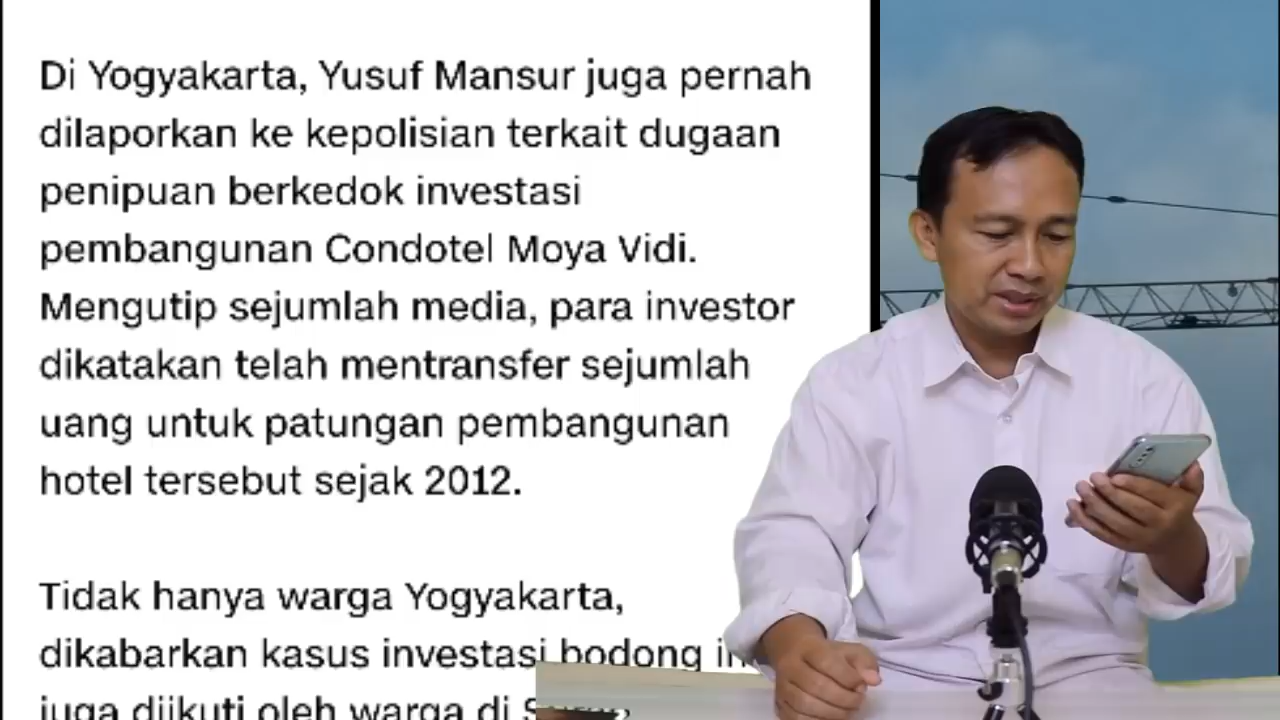 Di Yogyakarta, Yusuf Mansur juga pernah
dilaporkan ke kepolisian terkait dugaan
penipuan berkedok investasi
pembangunan Condotel Moya Vidi.
Mengutip sejumlah media, para investor
dikatakan telah mentransfer sejumlah
uang untuk patungan pembangunan
hotel tersebut sejak 2012.
Tidak hanya warga Yogyakarta,
dikabarkan kasus investasi bodong
juga diikuti oleh warga di